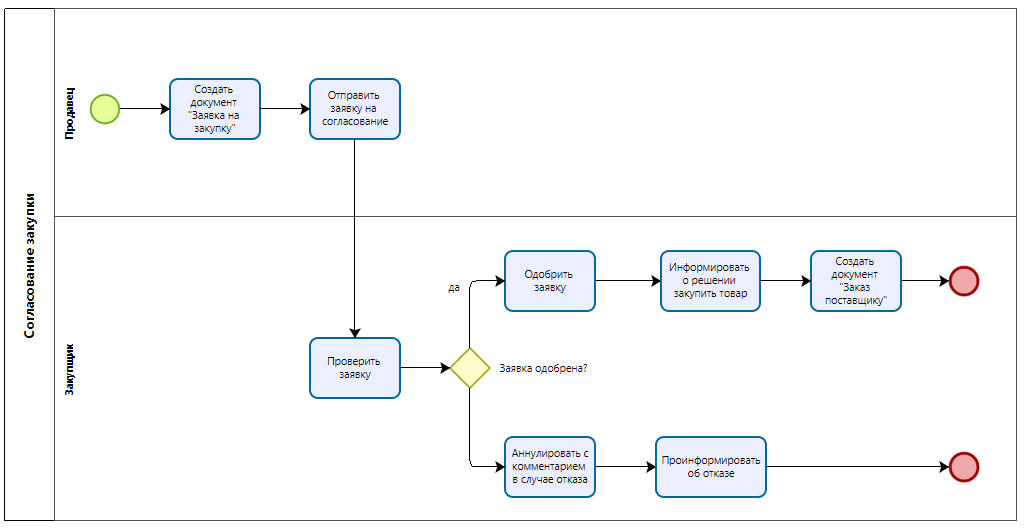 Согласование закупки
Продавец
Создать
документ
"Заявка на
закупку"
Отправить
заявку на
согласование
Закупщик
Проверить
заявку
Заявка одобрена?
да
Одобрить
заявку
Информировать
о решении
закупить товар
Создать
документ
"Заказ
поставщику"
Аннулировать с
комментарием
в случае отказа
Проинформировать
об отказе